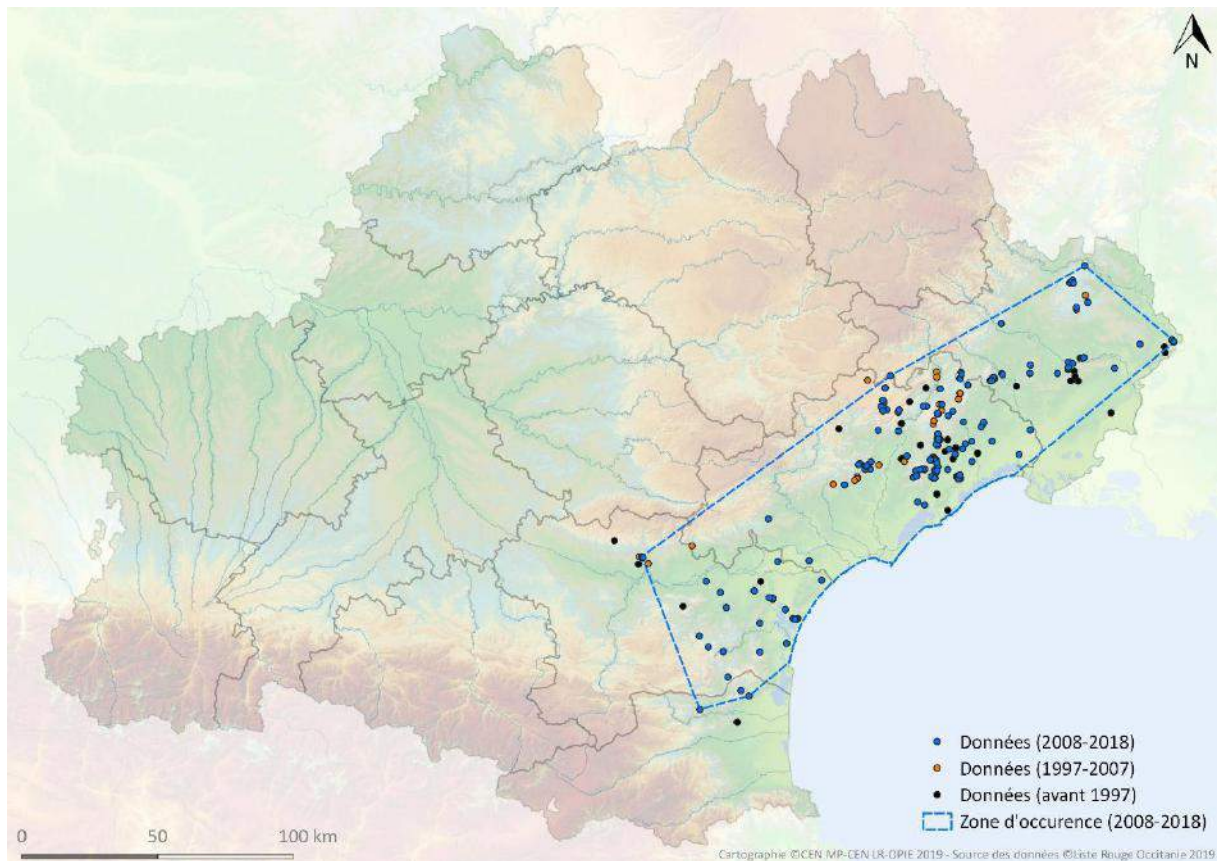 N
Données (2008-2018)
Données (1997-2007)
Données (avant 1997)
Zone d'occurence (2008-2018)
0 50 100 km
Cartographie ©CEN MP-CEN LR-OPIE 2019 - Source des données ©Liste Rouge Occitanie 2019